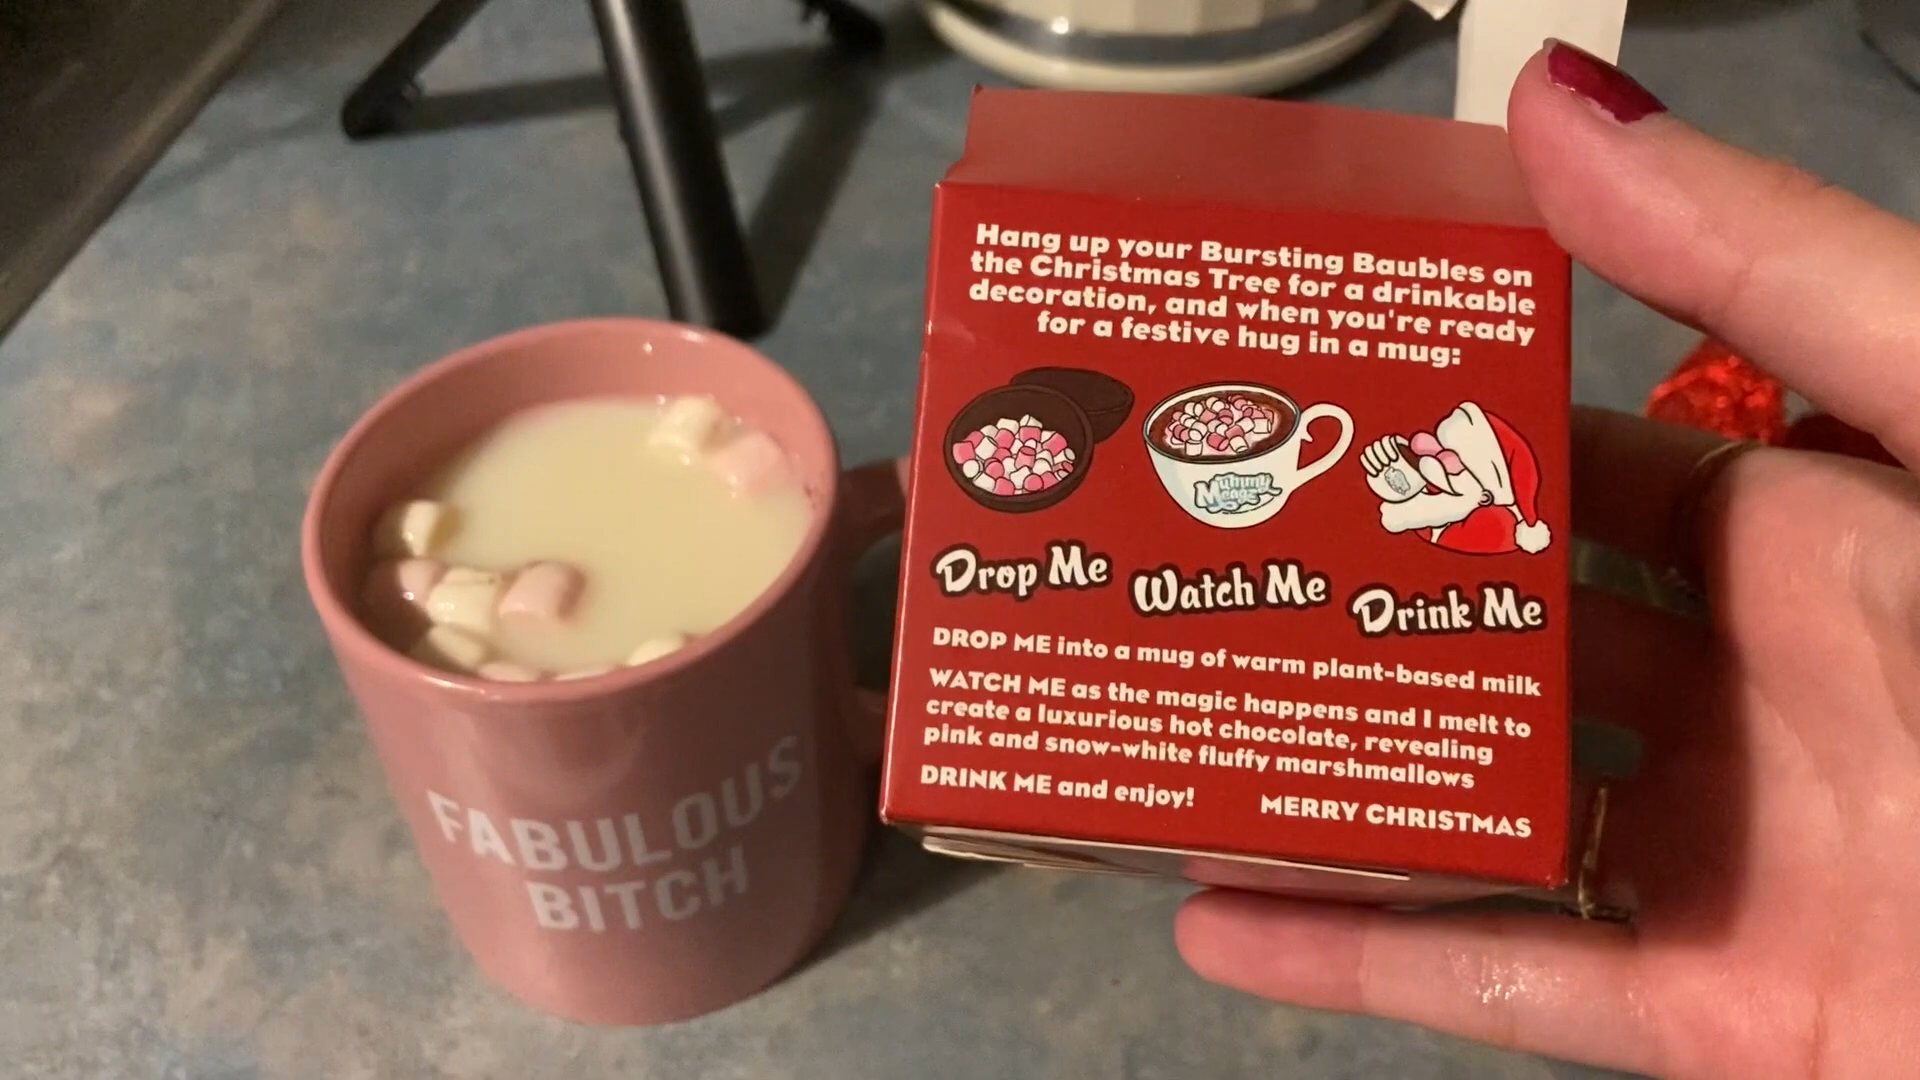 Hang up your Bursting Baubles on
the Christmas Tree for a drinkable
decoration, and when you're ready
for a festive hug in a mug:
Yummy
Meagz
Drop Me Watch Me Drink Me
DROP ME into a mug of warm plant-based milk
WATCH ME as the magic happens and I melt to
create a luxurious hot chocolate, revealing
pink and snow-white fluffy marshmallows
DRINK ME and enjoy! MERRY CHRISTMAS
FABULOUS
BITCH